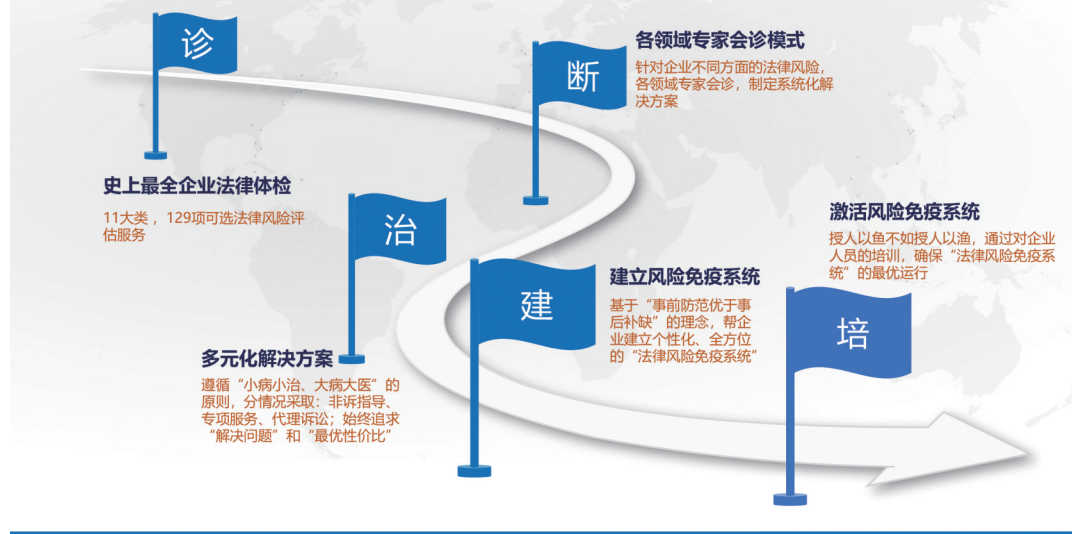 诊
史上最全企业法律体检
11大类 ，129项可选法律风险评
估服务
断
各领域专家会诊模式
针对企业不同方面的法律风险，
各领域专家会诊，制定系统化解
决方案
治
多元化解决方案
遵循“小病小治、大病大医”的
原则，分情况采取：非诉指导、
专项服务、代理诉讼；始终追求
“解决问题”和“最优性价比”
建
建立风险免疫系统
基于“事前防范优于事
后补缺”的理念，帮企
业建立个性化、全方位
的“法律风险免疫系统”
培
激活风险免疫系统
授人以鱼不如授人以渔，通过对企业
人员的培训，确保“法律风险免疫系
统”的最优运行